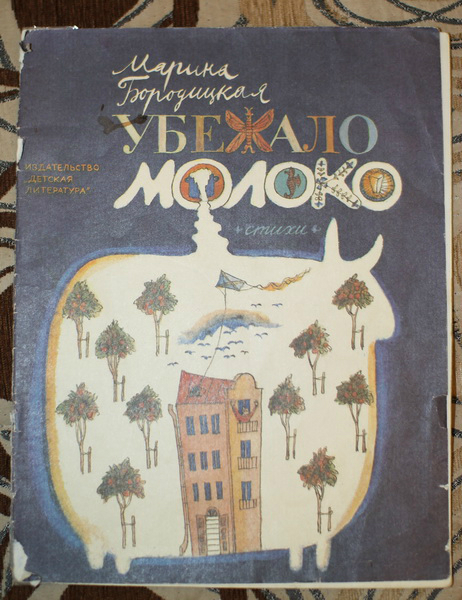 Марина
Бородицкая
УБЕЖАЛО
МОЛОКО
ИЗДАТЕЛЬСТВО
"ДЕТСКАЯ
ЛИТЕРАТУРА"
стихи